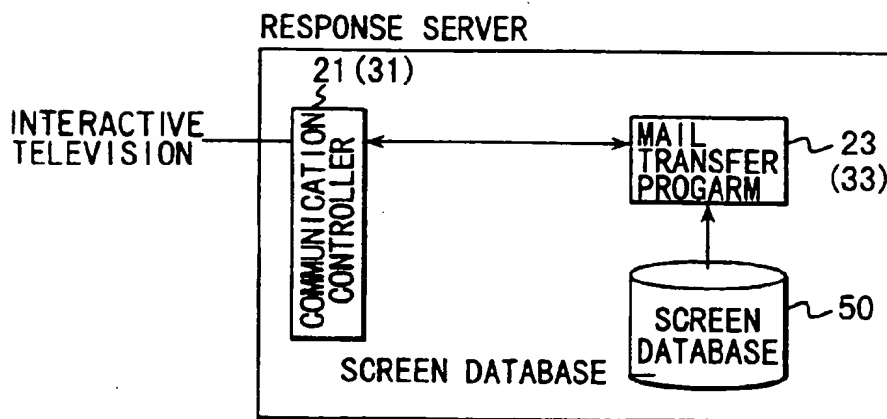 RESPONSE SERVER
21 (31)
INTERACTIVE
TELEVISION
COMMUNICATION
CONTROLLER
MAIL
TRANSFER
PROGARM
23
(33)
SCREEN
DATABASE
50
SCREEN DATABASE